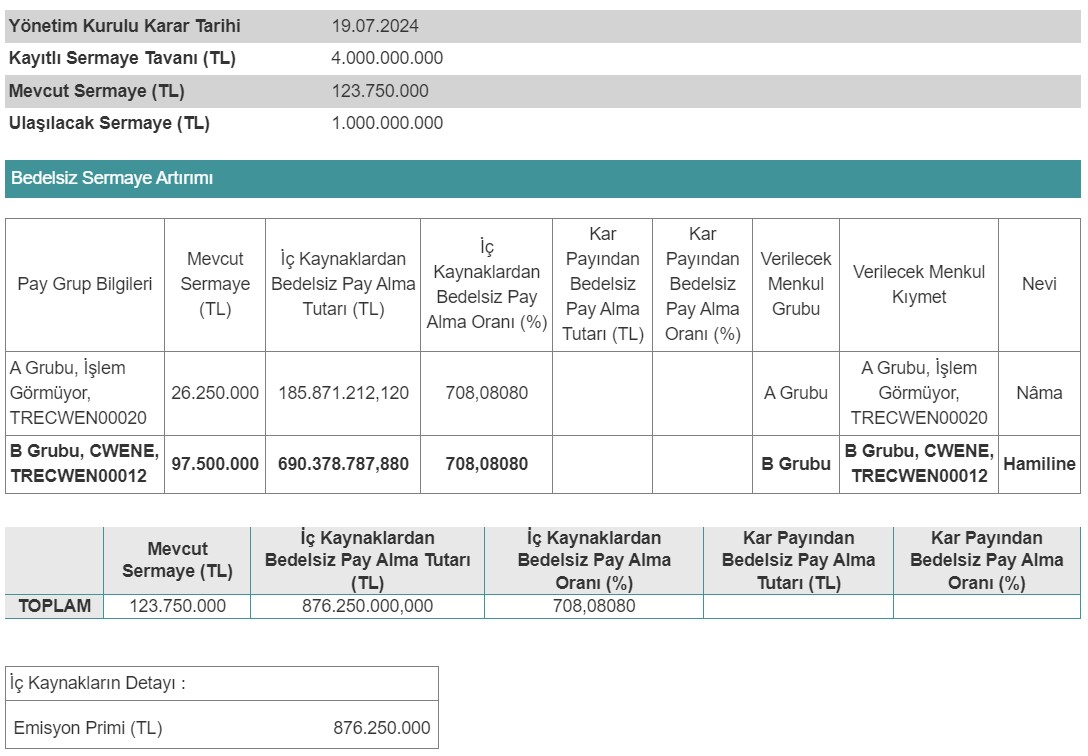 Yönetim Kurulu Karar Tarihi 19.07.2024
Kayıtlı Sermaye Tavanı (TL) 4.000.000.000
Mevcut Sermaye (TL) 123.750.000
Ulaşılacak Sermaye (TL) 1.000.000.000
Bedelsiz Sermaye Artırımı
Pay Grup Bilgileri
Mevcut
Sermaye
(TL)
İç Kaynaklardan
Bedelsiz Pay Alma
Tutarı (TL)
İç
Kaynaklardan
Bedelsiz Pay
Alma Oranı (%)
Kar
Payından
Bedelsiz
Pay Alma
Tutarı (TL)
Kar
Payından
Bedelsiz
Pay Alma
Oranı (%)
Verilecek
Menkul
Grubu
Verilecek Menkul
Kıymet
Nevi
A Grubu, İşlem
Görmüyor,
TRECWEN00020
26.250.000
185.871.212,120
708,08080
A Grubu
A Grubu, İşlem
Görmüyor,
TRECWEN00020
Nâma
B Grubu, CWENE,
TRECWEN00012
97.500.000
690.378.787,880
708,08080
B Grubu
B Grubu, CWENE,
TRECWEN00012
Hamiline
Mevcut
Sermaye (TL)
İç Kaynaklardan
Bedelsiz Pay Alma Tutarı
(TL)
İç Kaynaklardan
Bedelsiz Pay Alma
Oranı (%)
Kar Payından
Bedelsiz Pay Alma
Tutarı (TL)
Kar Payından
Bedelsiz Pay Alma
Oranı (%)
TOPLAM 123.750.000 876.250.000,000 708,08080
İç Kaynakların Detayı :
Emisyon Primi (TL) 876.250.000